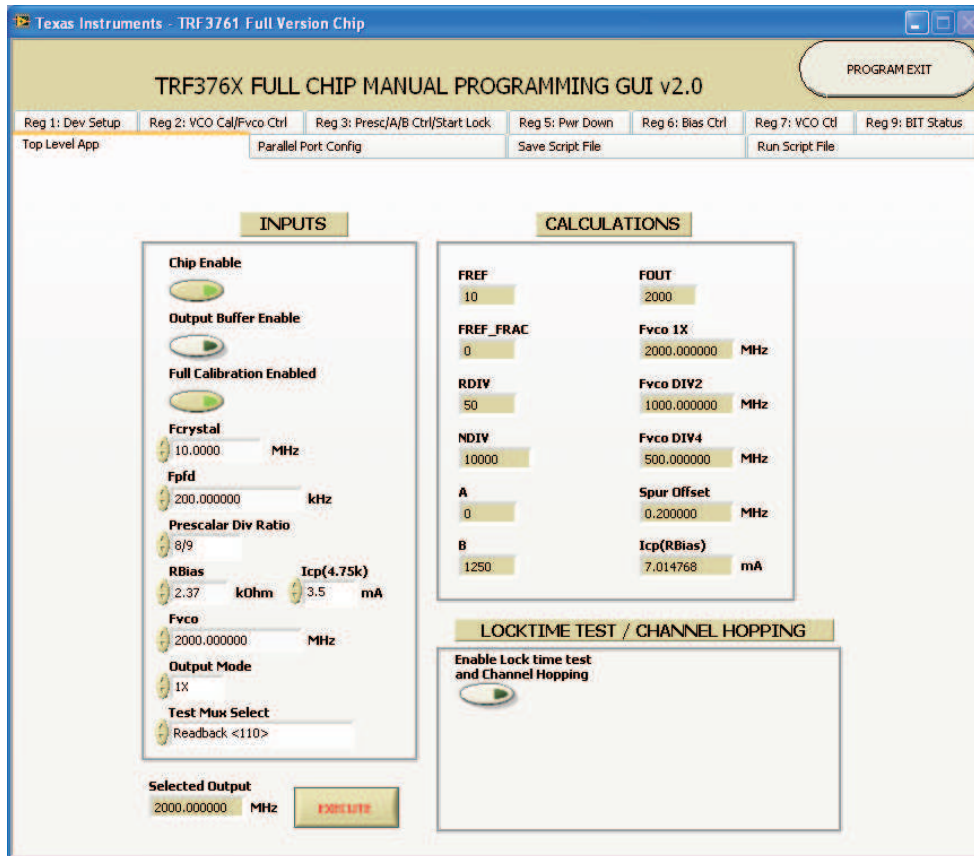 Texas Instruments - TRF3761 Full Version Chip
TRF376X FULL CHIP MANUAL PROGRAMMING GUI v2.0
PROGRAM EXIT
Reg 1: Dev Setup Reg 2: VCO Cal/Fvco Ctrl Reg 3: Presc/A/B Ctrl/Start Lock Reg 5: Pwr Down Reg 6: Bias Ctrl Reg 7: VCO Ctl Reg 9: BIT Status
Top Level App Parallel Port Config Save Script File Run Script File
INPUTS
Chip Enable
Output Buffer Enable
Full Calibration Enabled
Fcrystal
10.0000 MHz
Fpfd
200.000000 kHz
Prescalar Div Ratio
8/9
RBias Icp(4.75k)
2.37 kOhm 3.5 mA
Fvco
2000.000000 MHz
Output Mode
1X
Test Mux Select
Readback <110>
Selected Output
2000.000000 MHz
EXECUTE
CALCULATIONS
FREF FOUT
10 2000
FREF_FRAC Fvco 1X
0 2000.000000 MHz
RDIV Fvco DIV2
50 1000.000000 MHz
NDIV Fvco DIV4
10000 500.000000 MHz
A Spur Offset
0 0.200000 MHz
B Icp(RBias)
1250 7.014768 mA
LOCKTIME TEST / CHANNEL HOPPING
Enable Lock time test
and Channel Hopping